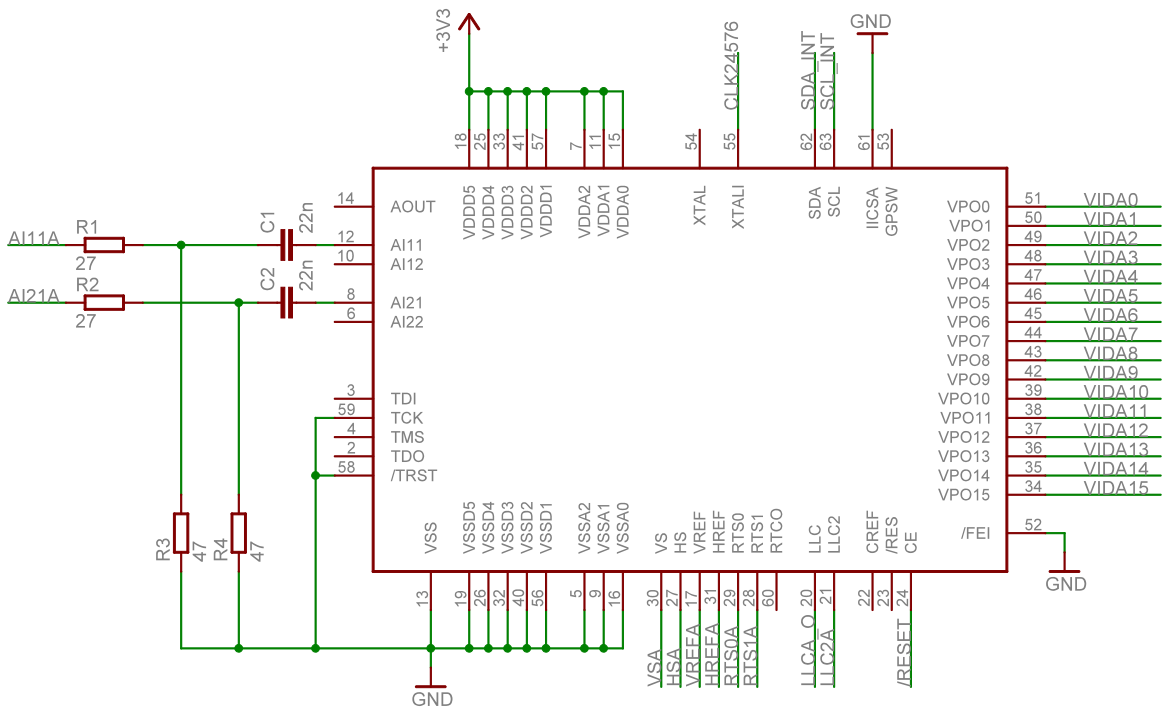 +3V3
CLK24576
SDA_INT
SCL_INT
GND
18 25 33 41 57 7 11 15 54 55 62 63 61 53
VDDD5 VDDD4 VDDD3 VDDD2 VDDD1 VDDA2 VDDA1 VDDA0 XTAL XTALI SDA SCL IICSA GPSW
14 AOUT
AI11A R1 27 C1 22n 12 AI11
10 AI12
AI21A R2 27 C2 22n 8 AI21
6 AI22
3 TDI
59 TCK
4 TMS
2 TDO
58 /TRST
VPO0 51 VIDA0
VPO1 50 VIDA1
VPO2 49 VIDA2
VPO3 48 VIDA3
VPO4 47 VIDA4
VPO5 46 VIDA5
VPO6 45 VIDA6
VPO7 44 VIDA7
VPO8 43 VIDA8
VPO9 42 VIDA9
VPO10 39 VIDA10
VPO11 38 VIDA11
VPO12 37 VIDA12
VPO13 36 VIDA13
VPO14 35 VIDA14
VPO15 34 VIDA15
/FEI 52
GND
R3 47 R4 47
VSS VSSD5 VSSD4 VSSD3 VSSD2 VSSD1 VSSA2 VSSA1 VSSA0 VS HS VREF HREF RTS0 RTS1 RTCO LLC LLC2 CREF /RES CE
13 19 26 32 40 56 5 9 16 30 27 17 31 29 28 60 20 21 22 23 24
VSA HSA VREFA HREFA RTS0A RTS1A LLCA_O LLC2A /RESET
GND